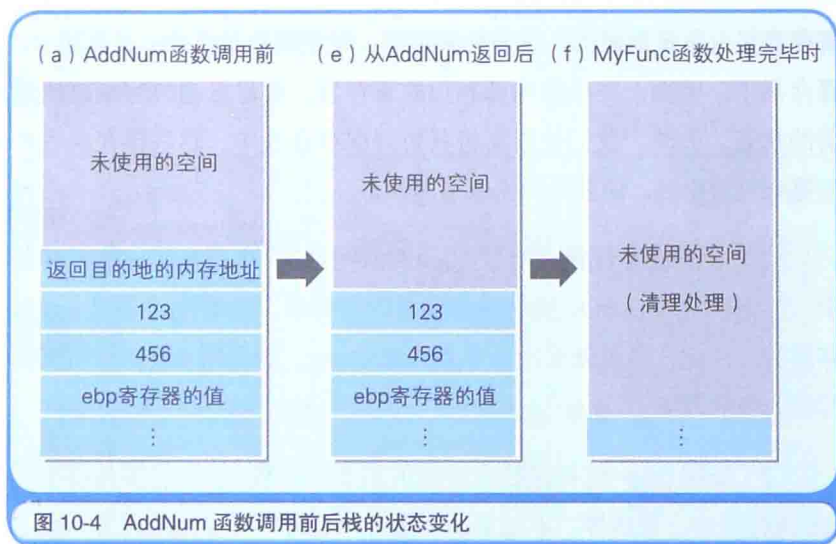 （a）AddNum函数调用前
（e）从AddNum返回后
（f）MyFunc函数处理完毕时
未使用的空间
返回目的地的内存地址
123
456
ebp寄存器的值
⋮
未使用的空间
123
456
ebp寄存器的值
⋮
未使用的空间
（清理处理）
⋮
图 10-4 AddNum 函数调用前后栈的状态变化